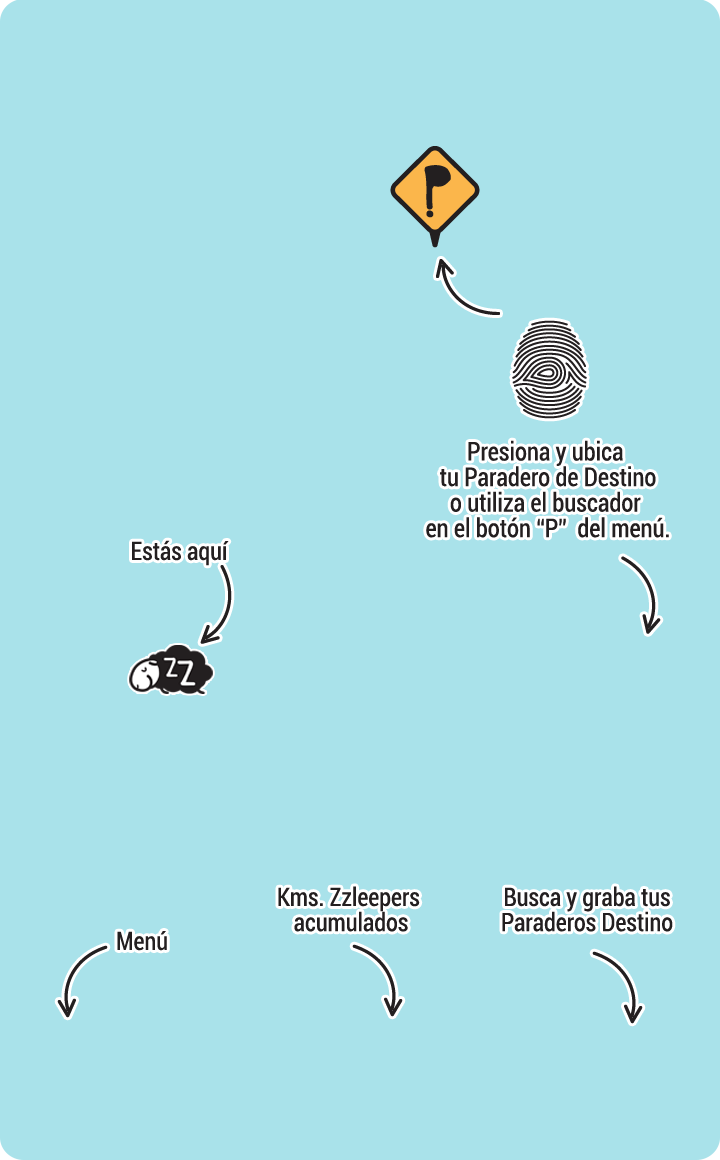 P
Presiona y ubica
tu Paradero de Destino
o utiliza el buscador
en el botón “P” del menú.
Estás aquí
ZZ
Kms. Zzleepers
acumulados
Busca y graba tus
Paraderos Destino
Menú